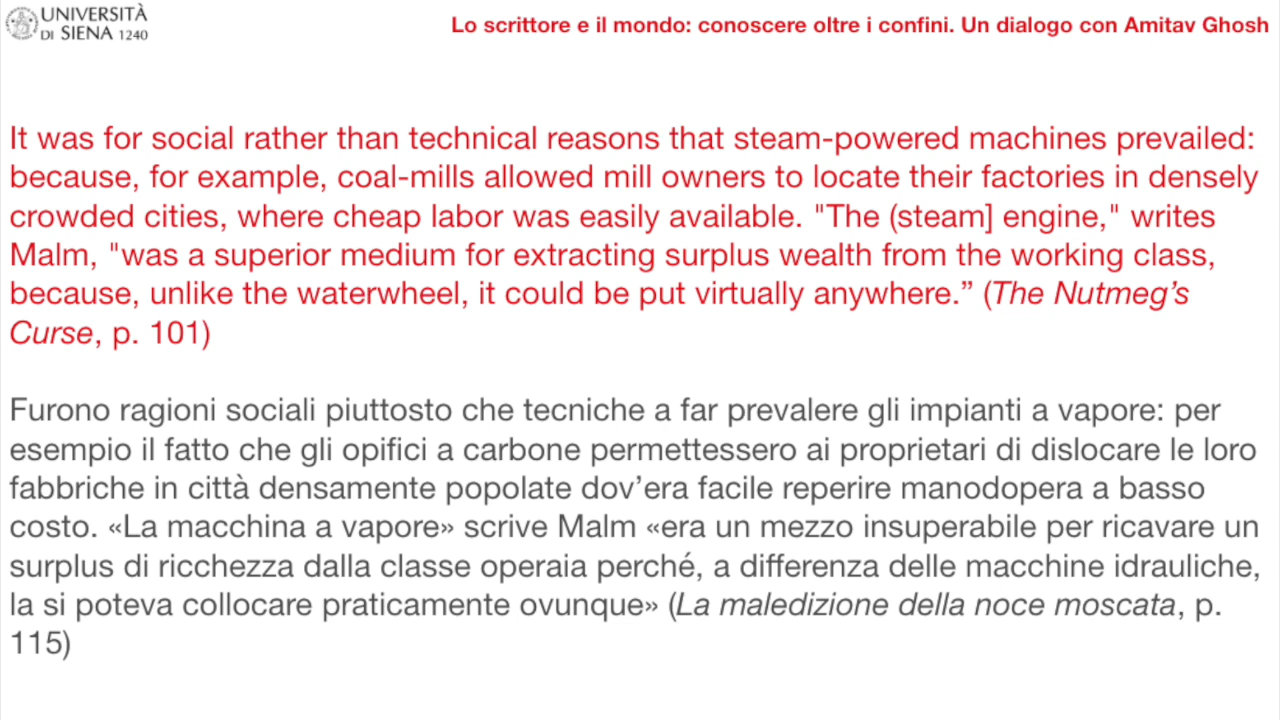 UNIVERSITÀ
DI SIENA 1240
Lo scrittore e il mondo: conoscere oltre i confini. Un dialogo con Amitav Ghosh
It was for social rather than technical reasons that steam-powered machines prevailed:
because, for example, coal-mills allowed mill owners to locate their factories in densely
crowded cities, where cheap labor was easily available. "The (steam] engine," writes
Malm, "was a superior medium for extracting surplus wealth from the working class,
because, unlike the waterwheel, it could be put virtually anywhere.” (The Nutmeg’s
Curse, p. 101)
Furono ragioni sociali piuttosto che tecniche a far prevalere gli impianti a vapore: per
esempio il fatto che gli opifici a carbone permettessero ai proprietari di dislocare le loro
fabbriche in città densamente popolate dov’era facile reperire manodopera a basso
costo. «La macchina a vapore» scrive Malm «era un mezzo insuperabile per ricavare un
surplus di ricchezza dalla classe operaia perché, a differenza delle macchine idrauliche,
la si poteva collocare praticamente ovunque» (La maledizione della noce moscata, p.
115)